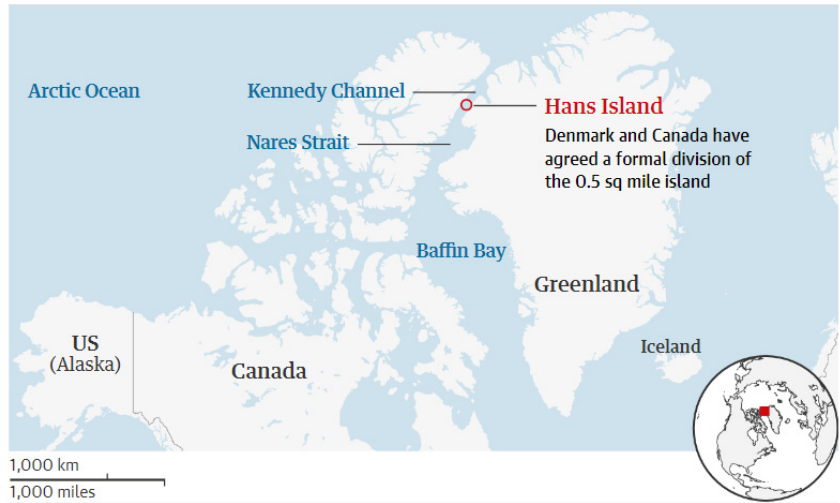 Arctic Ocean
Kennedy Channel
Hans Island
Nares Strait
Denmark and Canada have
agreed a formal division of
the 0.5 sq mile island
Baffin Bay
Greenland
US
(Alaska)
Iceland
Canada
1,000 km
1,000 miles